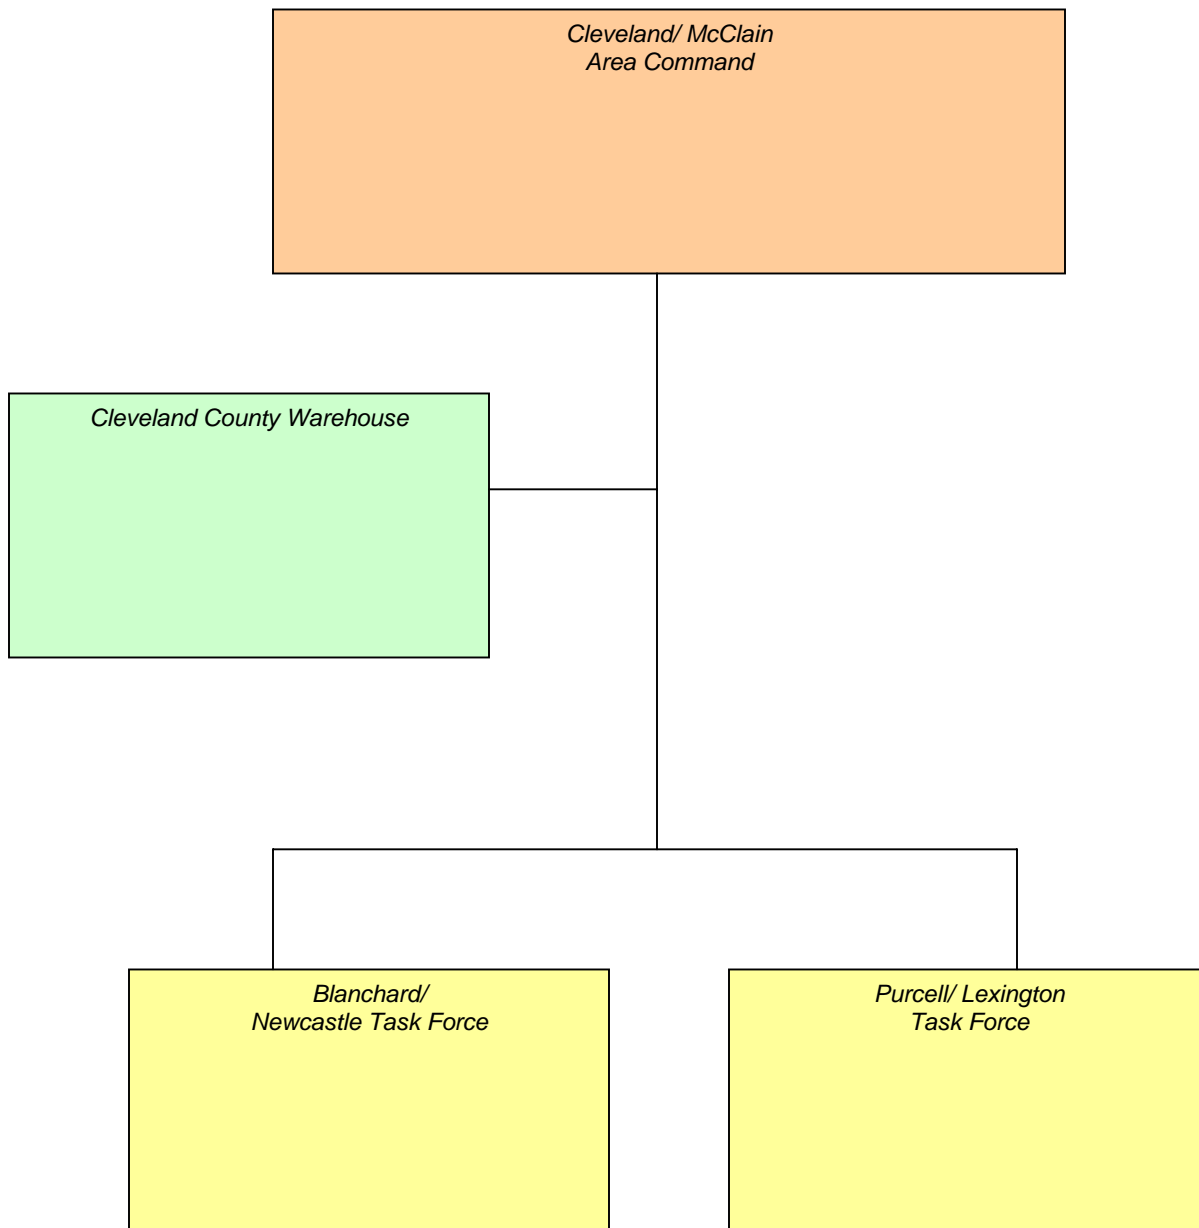 Cleveland/ McClain
Area Command
Cleveland County Warehouse
Blanchard/
Newcastle Task Force
Purcell/ Lexington
Task Force